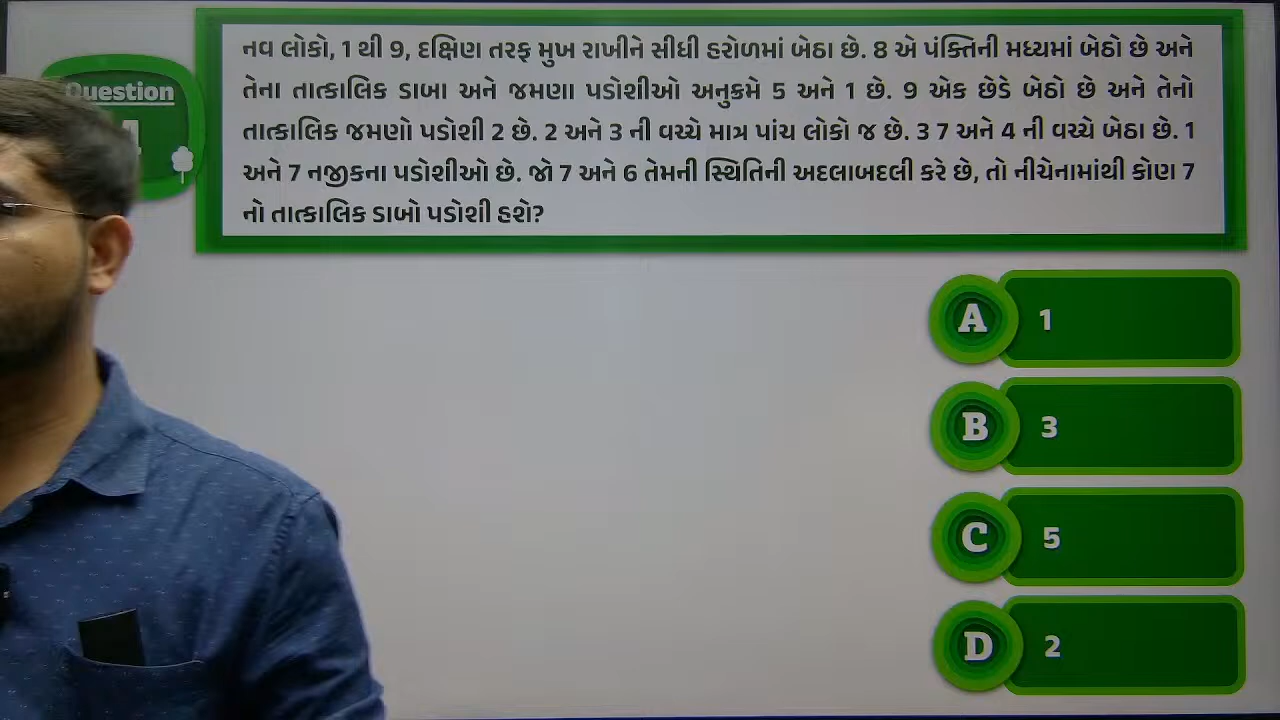 Question
નવ લોકો, 1 થી 9, દક્ષિણ તરફ મુખ રાખીને સીધી હરોળમાં બેઠા છે. 8 એ પંક્તિની મધ્યમાં બેઠો છે અને
તેના તાત્કાલિક ડાબા અને જમણા પડોશીઓ અનુક્રમે 5 અને 1 છે. 9 એક છેડે બેઠો છે અને તેનો
તાત્કાલિક જમણો પડોશી 2 છે. 2 અને 3 ની વચ્ચે માત્ર પાંચ લોકો જ છે. 3 7 અને 4 ની વચ્ચે બેઠા છે. 1
અને 7 નજીકના પડોશીઓ છે. જો 7 અને 6 તેમની સ્થિતિની અદલાબદલી કરે છે, તો નીચેનામાંથી કોણ 7
નો તાત્કાલિક ડાબો પડોશી હશે?
A 1
B 3
C 5
D 2